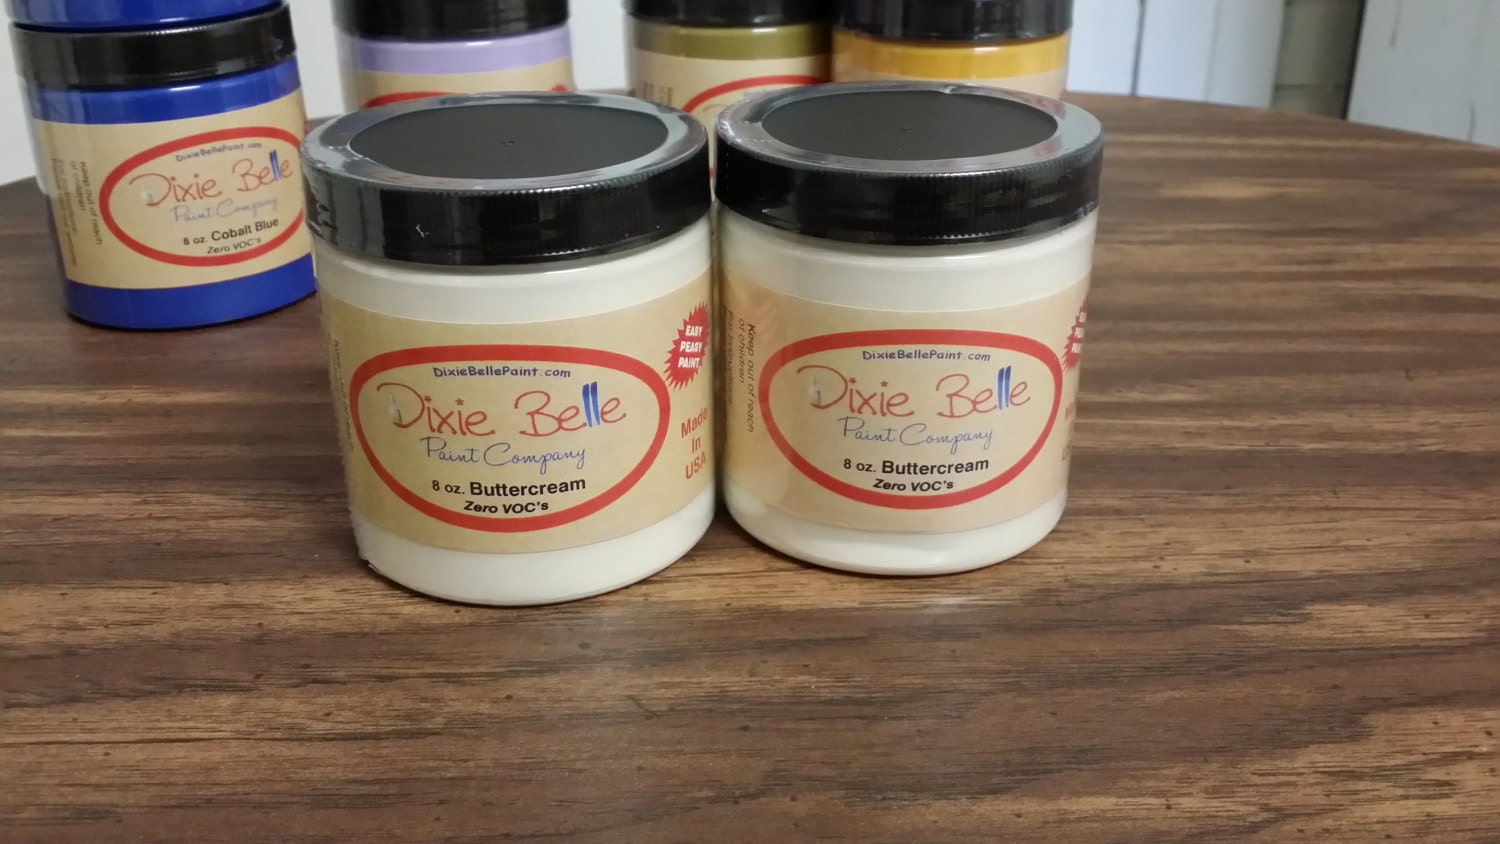 DixieBellePaint.com
Dixie Belle
Paint Company
8 oz. Cobalt Blue
Zero VOC's
Keep out of reach
of children
DixieBellePaint.com
Dixie Belle
Paint Company
8 oz. Buttercream
Zero VOC's
EASY
PEASY
PAINT
Made
In
USA
Keep out of reach
of children
DixieBellePaint.com
Dixie Belle
Paint Company
8 oz. Buttercream
Zero VOC's